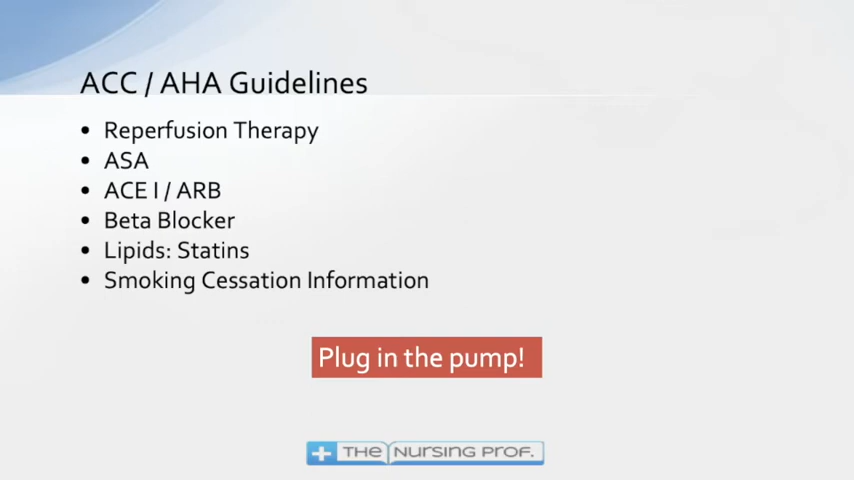 ACC / AHA Guidelines
• Reperfusion Therapy
• ASA
• ACE I / ARB
• Beta Blocker
• Lipids: Statins
• Smoking Cessation Information
Plug in the pump!
THE NURSING PROF.